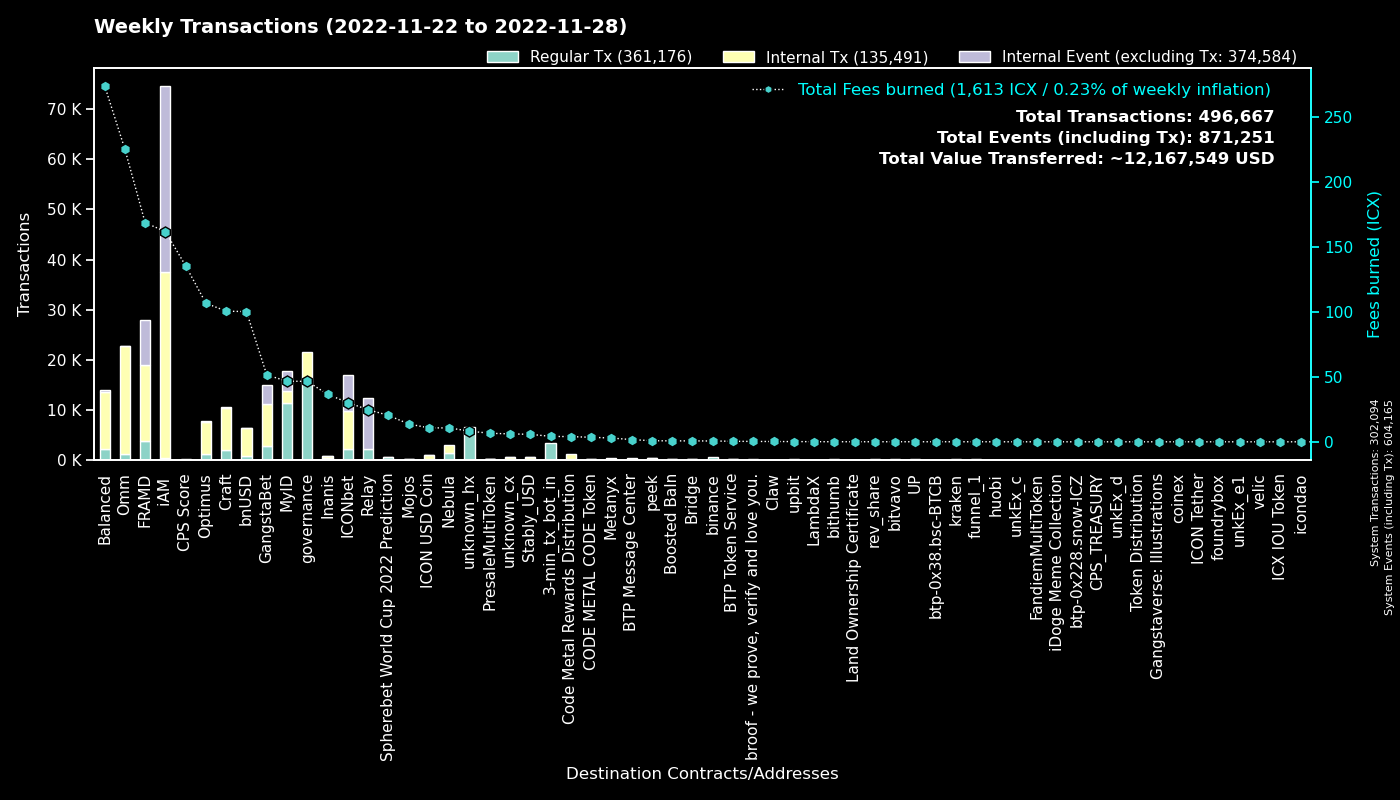 Weekly Transactions (2022-11-22 to 2022-11-28)
Regular Tx (361,176)
Internal Tx (135,491)
Internal Event (excluding Tx: 374,584)
Total Fees burned (1,613 ICX / 0.23% of weekly inflation)
Total Transactions: 496,667
Total Events (including Tx): 871,251
Total Value Transferred: ~12,167,549 USD
Transactions
70 K
60 K
50 K
40 K
30 K
20 K
10 K
0 K
250
200
150
100
50
0
Fees burned (ICX)
Balanced
Omm
FRAMD
iAM
CPS Score
Optimus
Craft
bnUSD
GangstaBet
MyID
governance
Inanis
ICONbet
Relay
Spherebet World Cup 2022 Prediction
Mojos
ICON USD Coin
Nebula
unknown_hx
PresaleMultiToken
unknown_cx
Stably_USD
3-min_tx_bot_in
Code Metal Rewards Distribution
CODE METAL CODE Token
Metanyx
BTP Message Center
peek
Boosted Baln
Bridge
binance
BTP Token Service
broof - we prove, verify and love you.
Claw
upbit
LambdaX
bithumb
Land Ownership Certificate
rev_share
bitvavo
UP
btp-0x38.bsc-BTCB
kraken
funnel_1
huobi
unkEx_c
FandiemMultiToken
iDoge Meme Collection
btp-0x228.snow-ICZ
CPS_TREASURY
unkEx_d
Token Distribution
Gangstaverse: Illustrations
coinex
ICON Tether
foundrybox
unkEx_e1
velic
ICX IOU Token
icondao
Destination Contracts/Addresses
System Transactions: 302,094
System Events (including Tx): 604,165